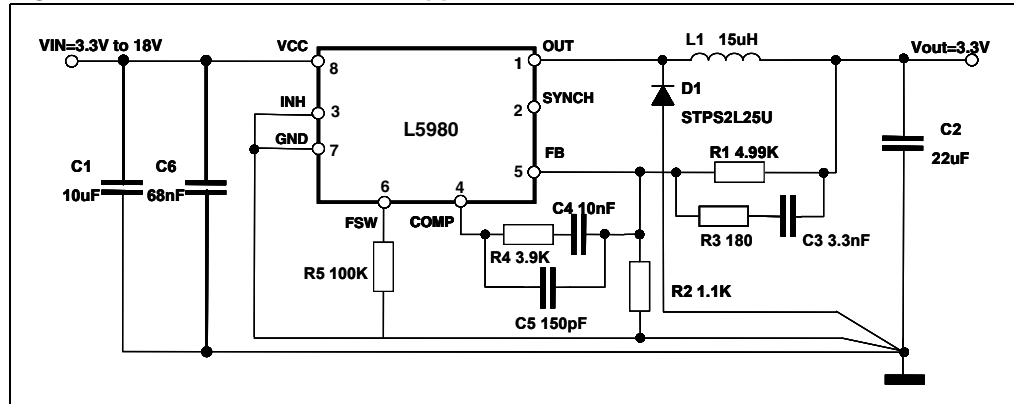 VIN=3.3V to 18V
VCC
8
INH
3
GND
7
L5980
OUT
1
SYNCH
2
FB
5
6
FSW
4
COMP
L1 15uH
Vout=3.3V
D1
STPS2L25U
C2
22uF
R1 4.99K
R3 180
C3 3.3nF
C1
10uF
C6
68nF
R5 100K
C4 10nF
R4 3.9K
C5 150pF
R2 1.1K